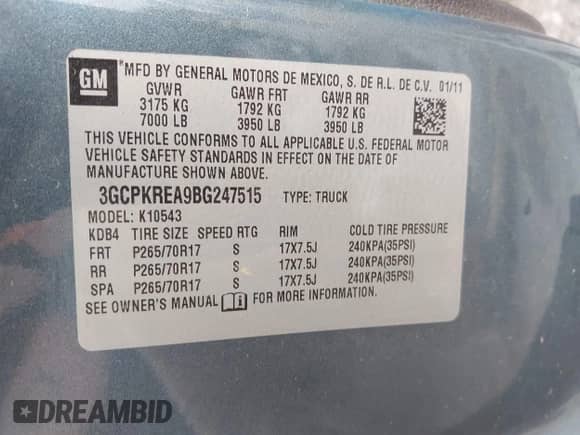 GM
*MFD BY GENERAL MOTORS DE MEXICO, S. DE R.L. DE C.V. 01/11
GVWR GAWR FRT GAWR RR
3175 KG 1792 KG 1792 KG
7000 LB 3950 LB 3950 LB
THIS VEHICLE CONFORMS TO ALL APPLICABLE U.S. FEDERAL MOTOR
VEHICLE SAFETY STANDARDS IN EFFECT ON THE DATE OF
MANUFACTURE SHOWN ABOVE.
3GCPKREA9BG247515 TYPE: TRUCK
MODEL: K10543
KDB4 TIRE SIZE SPEED RTG RIM COLD TIRE PRESSURE
FRT P265/70R17 S 17X7.5J 240KPA(35PSI)
RR P265/70R17 S 17X7.5J 240KPA(35PSI)
SPA P265/70R17 S 17X7.5J 240KPA(35PSI)
SEE OWNER'S MANUAL FOR MORE INFORMATION.
DREAMBID